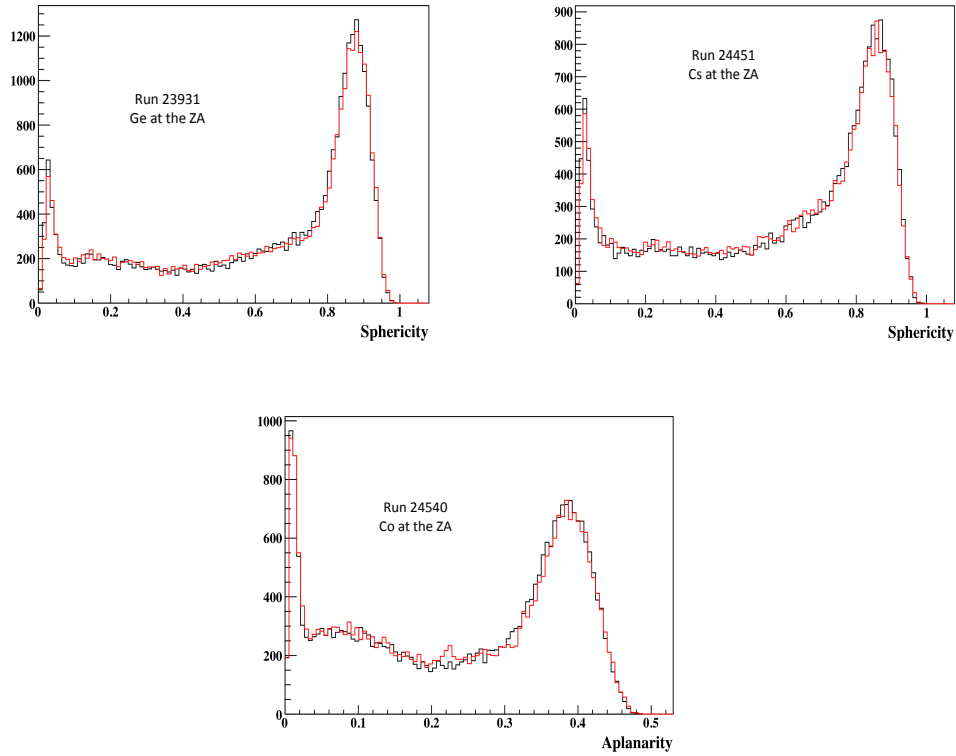 1200
1000
800
600
400
200
0
Run 23931
Ge at the ZA
0 0.2 0.4 0.6 0.8 1
Sphericity
900
800
700
600
500
400
300
200
100
0
Run 24451
Cs at the ZA
0 0.2 0.4 0.6 0.8 1
Sphericity
1000
800
600
400
200
0
Run 24540
Co at the ZA
0 0.1 0.2 0.3 0.4 0.5
Aplanarity